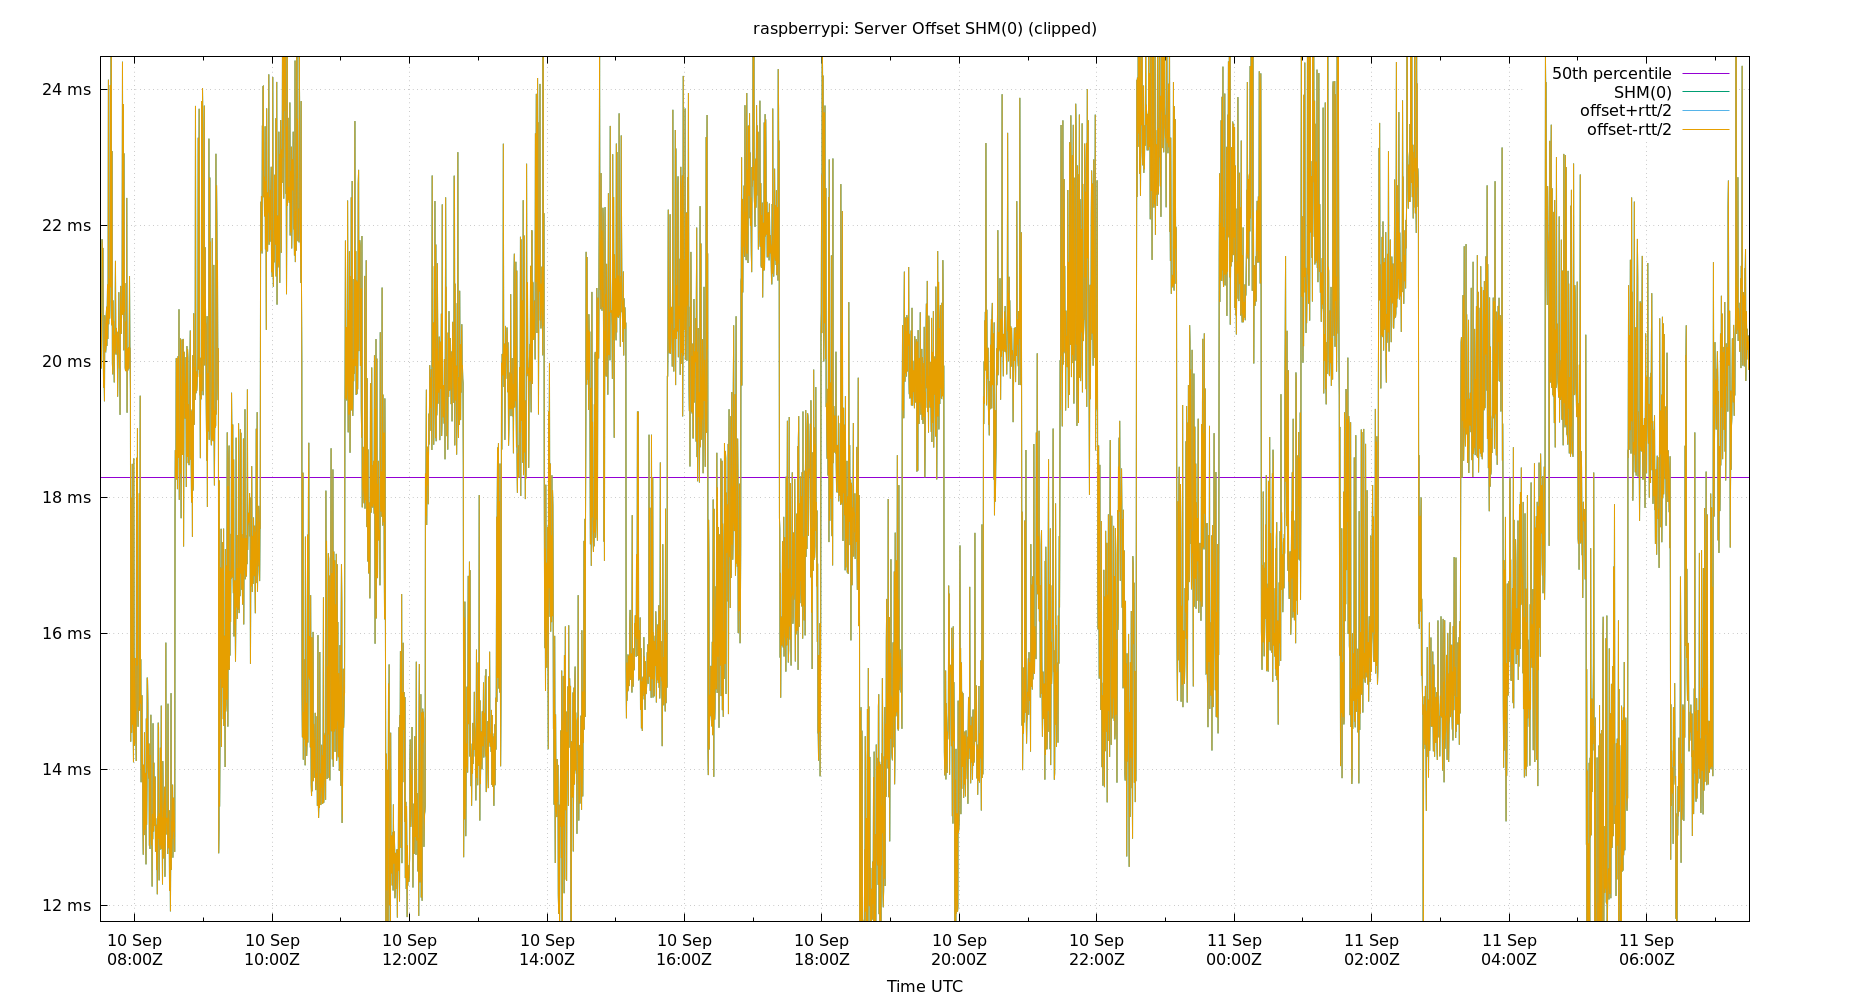 raspberrypi: Server Offset SHM(0) (clipped)
50th percentile
SHM(0)
offset+rtt/2
offset-rtt/2
24 ms
22 ms
20 ms
18 ms
16 ms
14 ms
12 ms
10 Sep 10 Sep 10 Sep 10 Sep 10 Sep 10 Sep 10 Sep 10 Sep 11 Sep 11 Sep 11 Sep 11 Sep
08:00Z 10:00Z 12:00Z 14:00Z 16:00Z 18:00Z 20:00Z 22:00Z 00:00Z 02:00Z 04:00Z 06:00Z
Time UTC